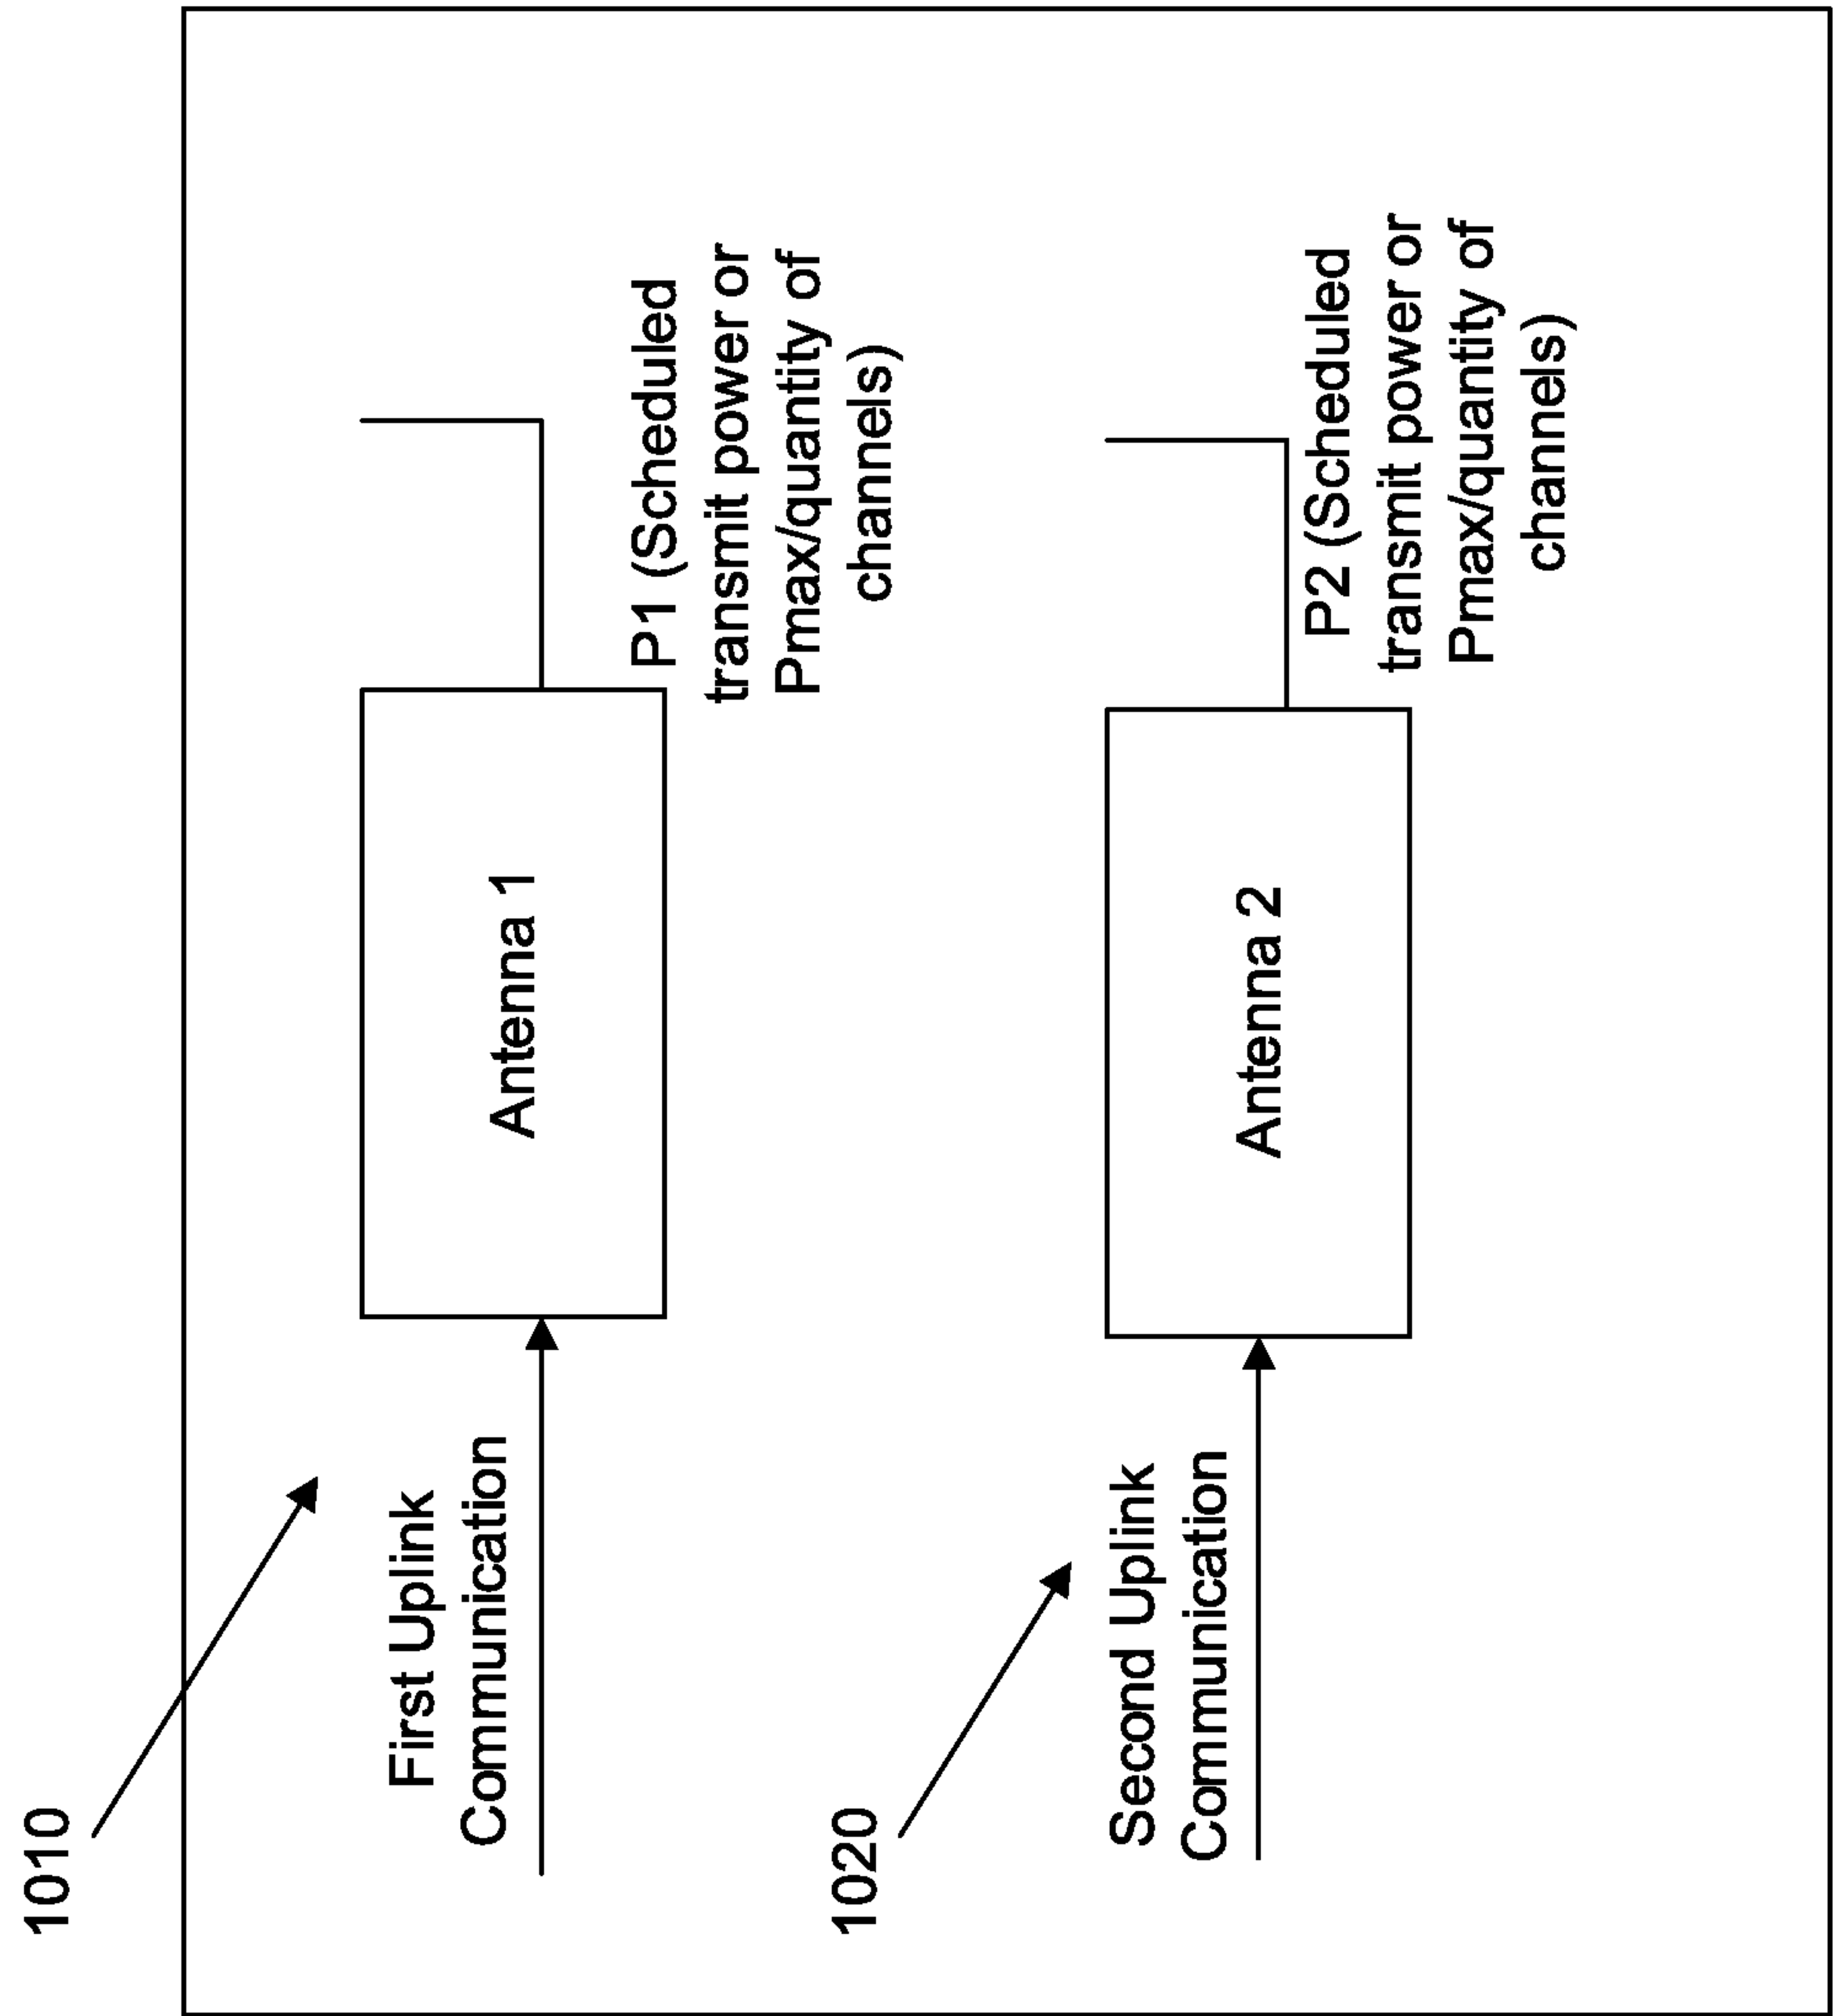 1010
First Uplink
Communication
Antenna 1
P1 (Scheduled
transmit power or
Pmax/quantity of
channels)
1020
Second Uplink
Communication
Antenna 2
P2 (Scheduled
transmit power or
Pmax/quantity of
channels)